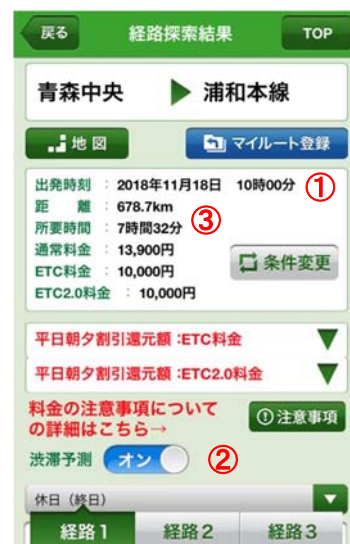 戻る 経路探索結果 TOP
青森中央 ▶ 浦和本線
地図 マイルート登録
出発時刻 : 2018年11月18日 10時00分 ①
距離 : 678.7km
所要時間 : 7時間32分 ③
通常料金 : 13,900円
ETC料金 : 10,000円
条件変更
ETC2.0料金 : 10,000円
平日朝夕割引還元額:ETC料金 ▼
平日朝夕割引還元額:ETC2.0料金 ▼
料金の注意事項について
の詳細はこちら→
注意事項
渋滞予測 オン ②
休日(終日) ▼
経路1 経路2 経路3